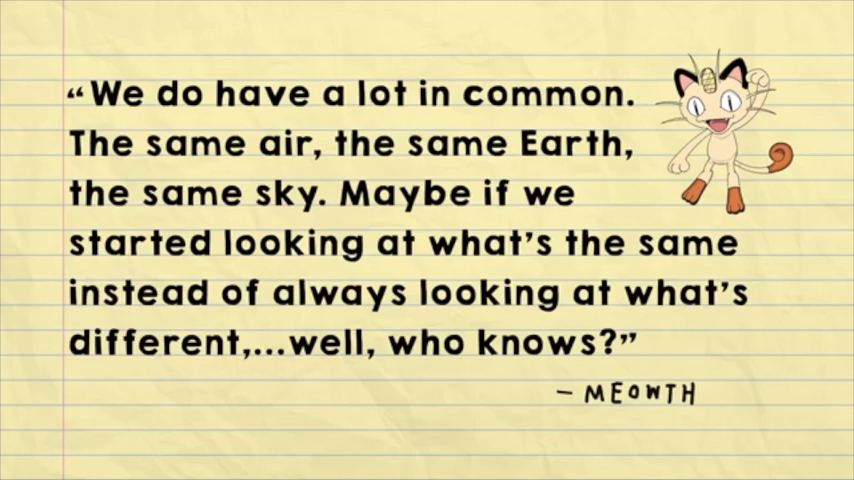 “We do have a lot in common.
The same air, the same Earth,
the same sky. Maybe if we
started looking at what’s the same
instead of always looking at what’s
different,...well, who knows?”
– MEOWTH